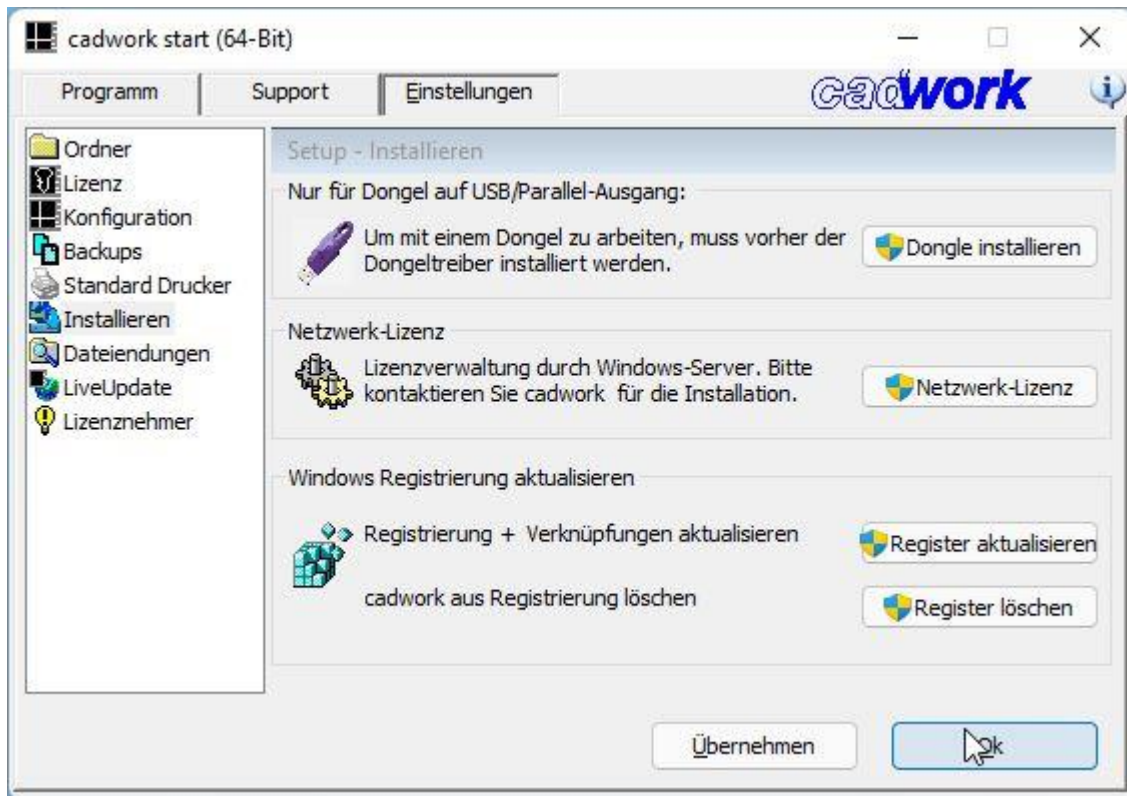 cadwork start (64-Bit)
Programm
Support
Einstellungen
cadwork
Ordner
Lizenz
Konfiguration
Backups
Standard Drucker
Installieren
Dateiendungen
LiveUpdate
Lizenznehmer
Setup - Installieren
Nur für Dongel auf USB/Parallel-Ausgang:
Um mit einem Dongel zu arbeiten, muss vorher der
Dongeltreiber installiert werden.
Dongle installieren
Netzwerk-Lizenz
Lizenzverwaltung durch Windows-Server. Bitte
kontaktieren Sie cadwork für die Installation.
Netzwerk-Lizenz
Windows Registrierung aktualisieren
Registrierung + Verknüpfungen aktualisieren
Register aktualisieren
cadwork aus Registrierung löschen
Register löschen
Übernehmen
Ok